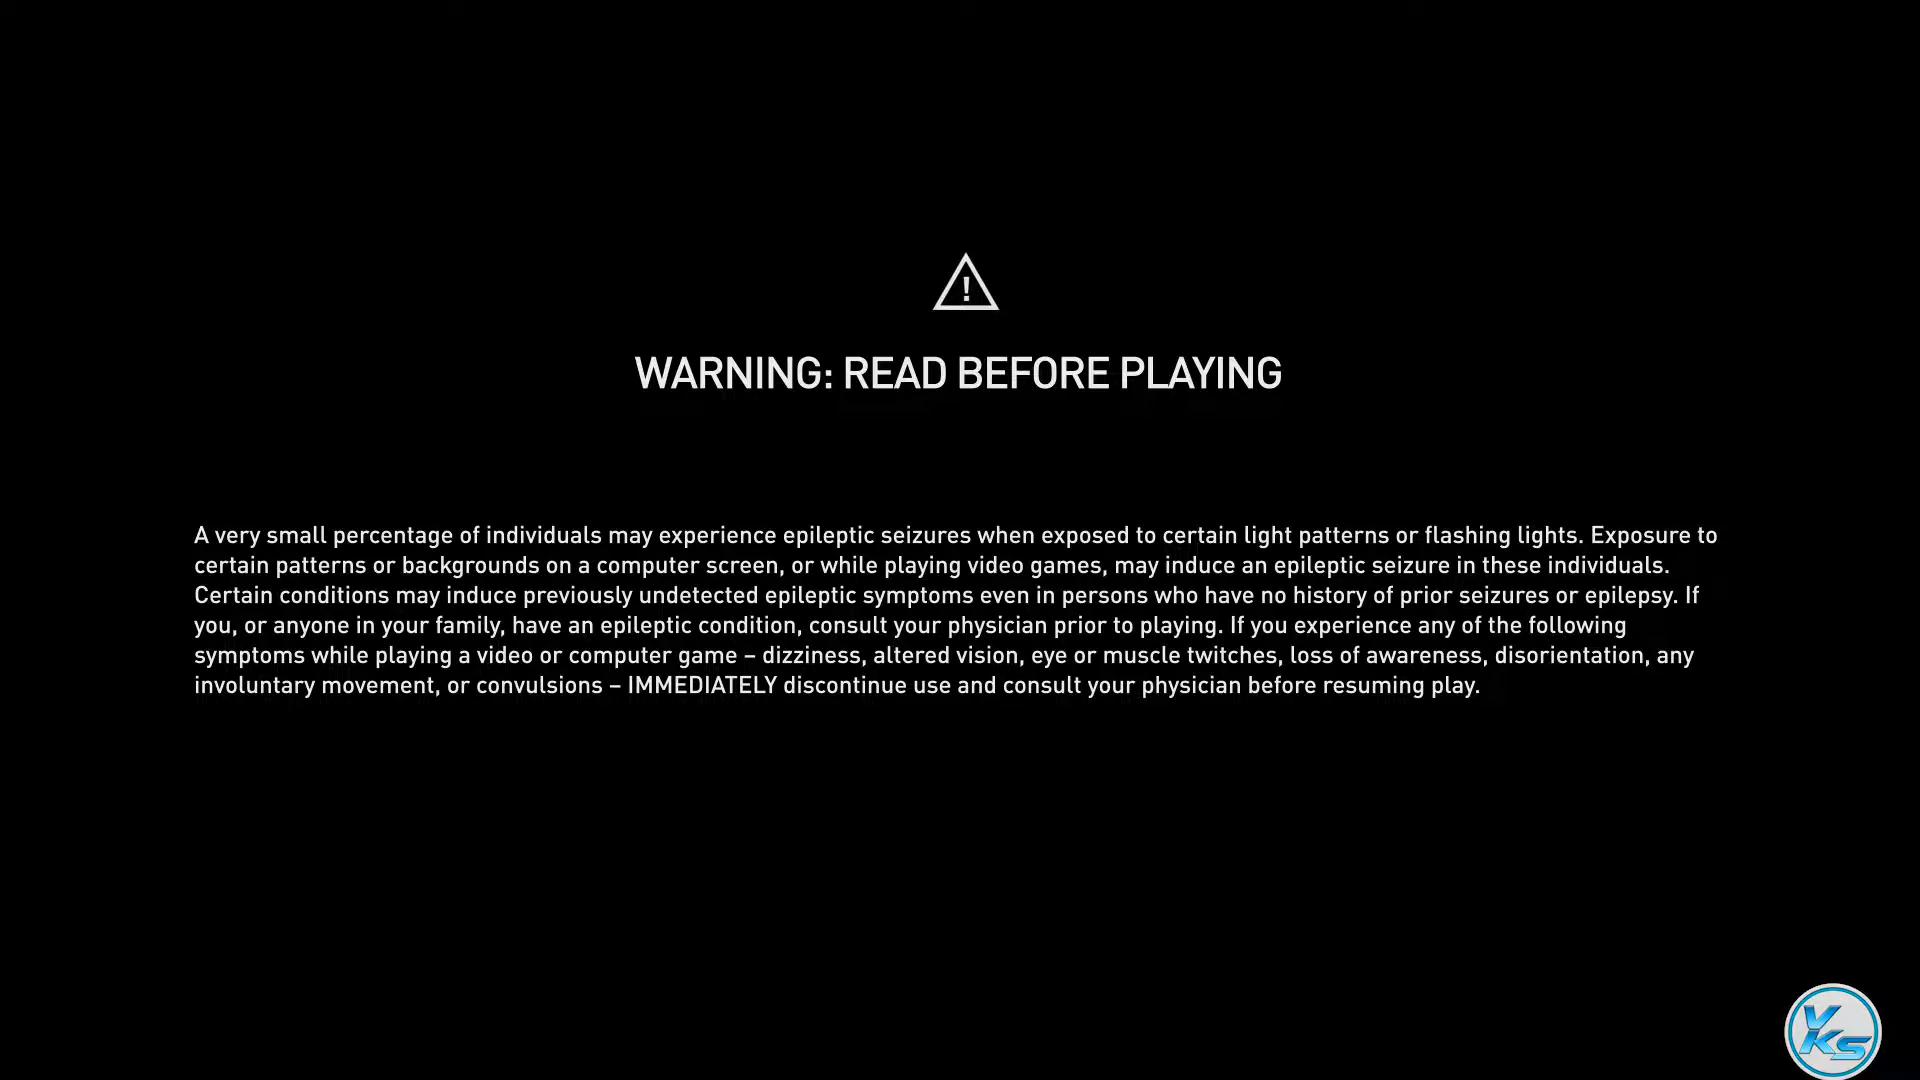 !
WARNING: READ BEFORE PLAYING
A very small percentage of individuals may experience epileptic seizures when exposed to certain light patterns or flashing lights. Exposure to
certain patterns or backgrounds on a computer screen, or while playing video games, may induce an epileptic seizure in these individuals.
Certain conditions may induce previously undetected epileptic symptoms even in persons who have no history of prior seizures or epilepsy. If
you, or anyone in your family, have an epileptic condition, consult your physician prior to playing. If you experience any of the following
symptoms while playing a video or computer game – dizziness, altered vision, eye or muscle twitches, loss of awareness, disorientation, any
involuntary movement, or convulsions – IMMEDIATELY discontinue use and consult your physician before resuming play.
VKS